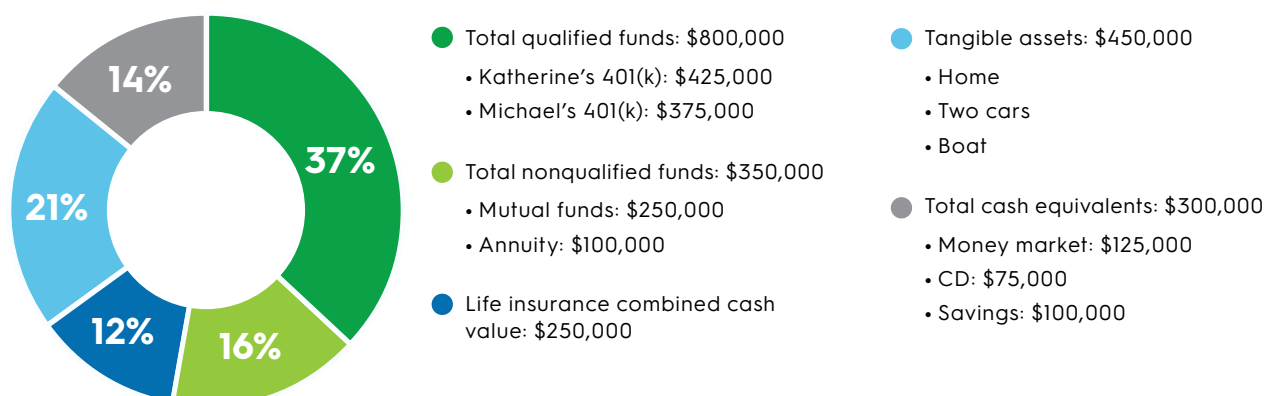 14%
37%
21%
12%
16%
Total qualified funds: $800,000
• Katherine's 401(k): $425,000
• Michael's 401(k): $375,000
Total nonqualified funds: $350,000
• Mutual funds: $250,000
• Annuity: $100,000
Life insurance combined cash
value: $250,000
Tangible assets: $450,000
• Home
• Two cars
• Boat
Total cash equivalents: $300,000
• Money market: $125,000
• CD: $75,000
• Savings: $100,000